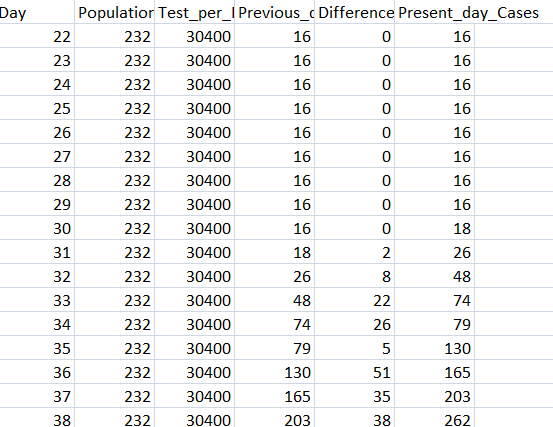 Day Population Test_per_ Previous_d Difference Present_day_Cases
22 232 30400 16 0 16
23 232 30400 16 0 16
24 232 30400 16 0 16
25 232 30400 16 0 16
26 232 30400 16 0 16
27 232 30400 16 0 16
28 232 30400 16 0 16
29 232 30400 16 0 16
30 232 30400 16 0 18
31 232 30400 18 2 26
32 232 30400 26 8 48
33 232 30400 48 22 74
34 232 30400 74 26 79
35 232 30400 79 5 130
36 232 30400 130 51 165
37 232 30400 165 35 203
38 232 30400 203 38 262